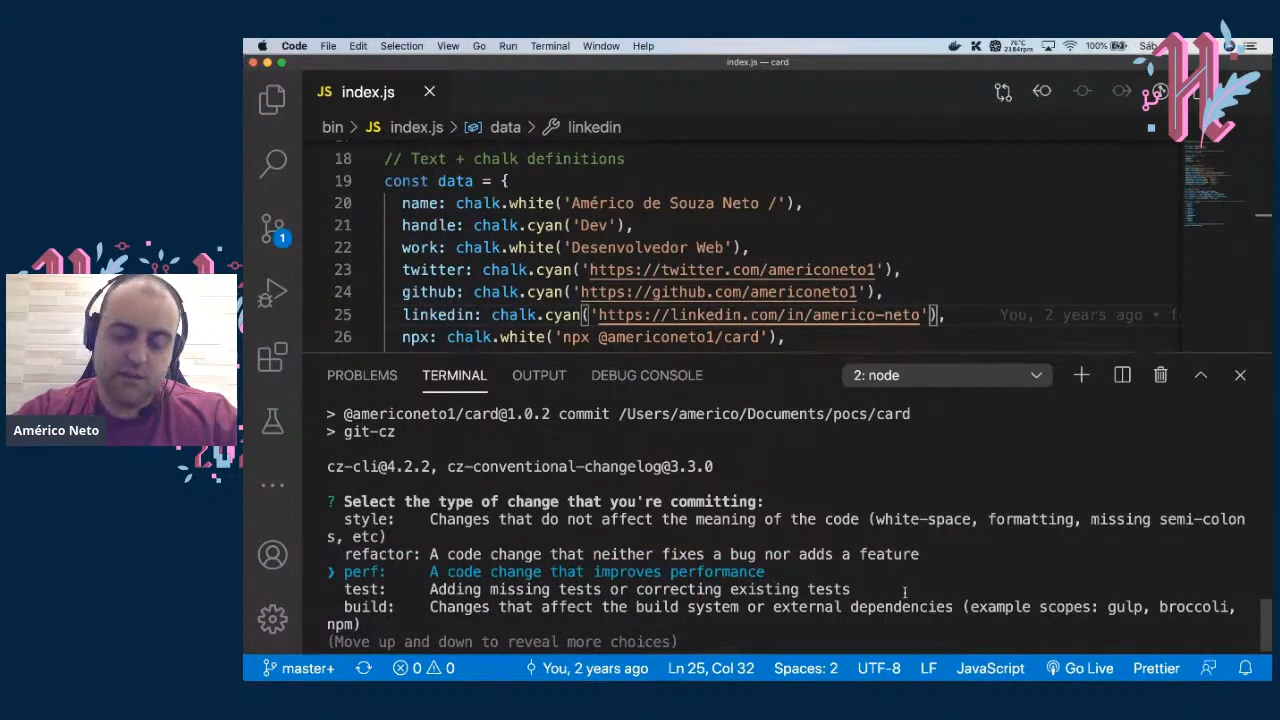 Code File Edit Selection View Go Run Terminal Window Help
76°C
2184rpm
100%
Sáb
index.js — card
JS index.js
bin > JS index.js > data > linkedin
18 // Text + chalk definitions
19 const data = {
20 name: chalk.white('Américo de Souza Neto /'),
21 handle: chalk.cyan('Dev'),
22 work: chalk.white('Desenvolvedor Web'),
23 twitter: chalk.cyan('https://twitter.com/americoneto1'),
24 github: chalk.cyan('https://github.com/americoneto1'),
25 linkedin: chalk.cyan('https://linkedin.com/in/americo-neto'), You, 2 years ago •
26 npx: chalk.white('npx @americoneto1/card'),
1
PROBLEMS TERMINAL OUTPUT DEBUG CONSOLE 2: node
> @americoneto1/card@1.0.2 commit /Users/americo/Documents/pocs/card
> git-cz
cz-cli@4.2.2, cz-conventional-changelog@3.3.0
? Select the type of change that you're committing:
style: Changes that do not affect the meaning of the code (white-space, formatting, missing semi-colon
s, etc)
refactor: A code change that neither fixes a bug nor adds a feature
❯ perf: A code change that improves performance
test: Adding missing tests or correcting existing tests
build: Changes that affect the build system or external dependencies (example scopes: gulp, broccoli,
npm)
(Move up and down to reveal more choices)
master+ 0 0 You, 2 years ago Ln 25, Col 32 Spaces: 2 UTF-8 LF JavaScript Go Live Prettier
Américo Neto
H